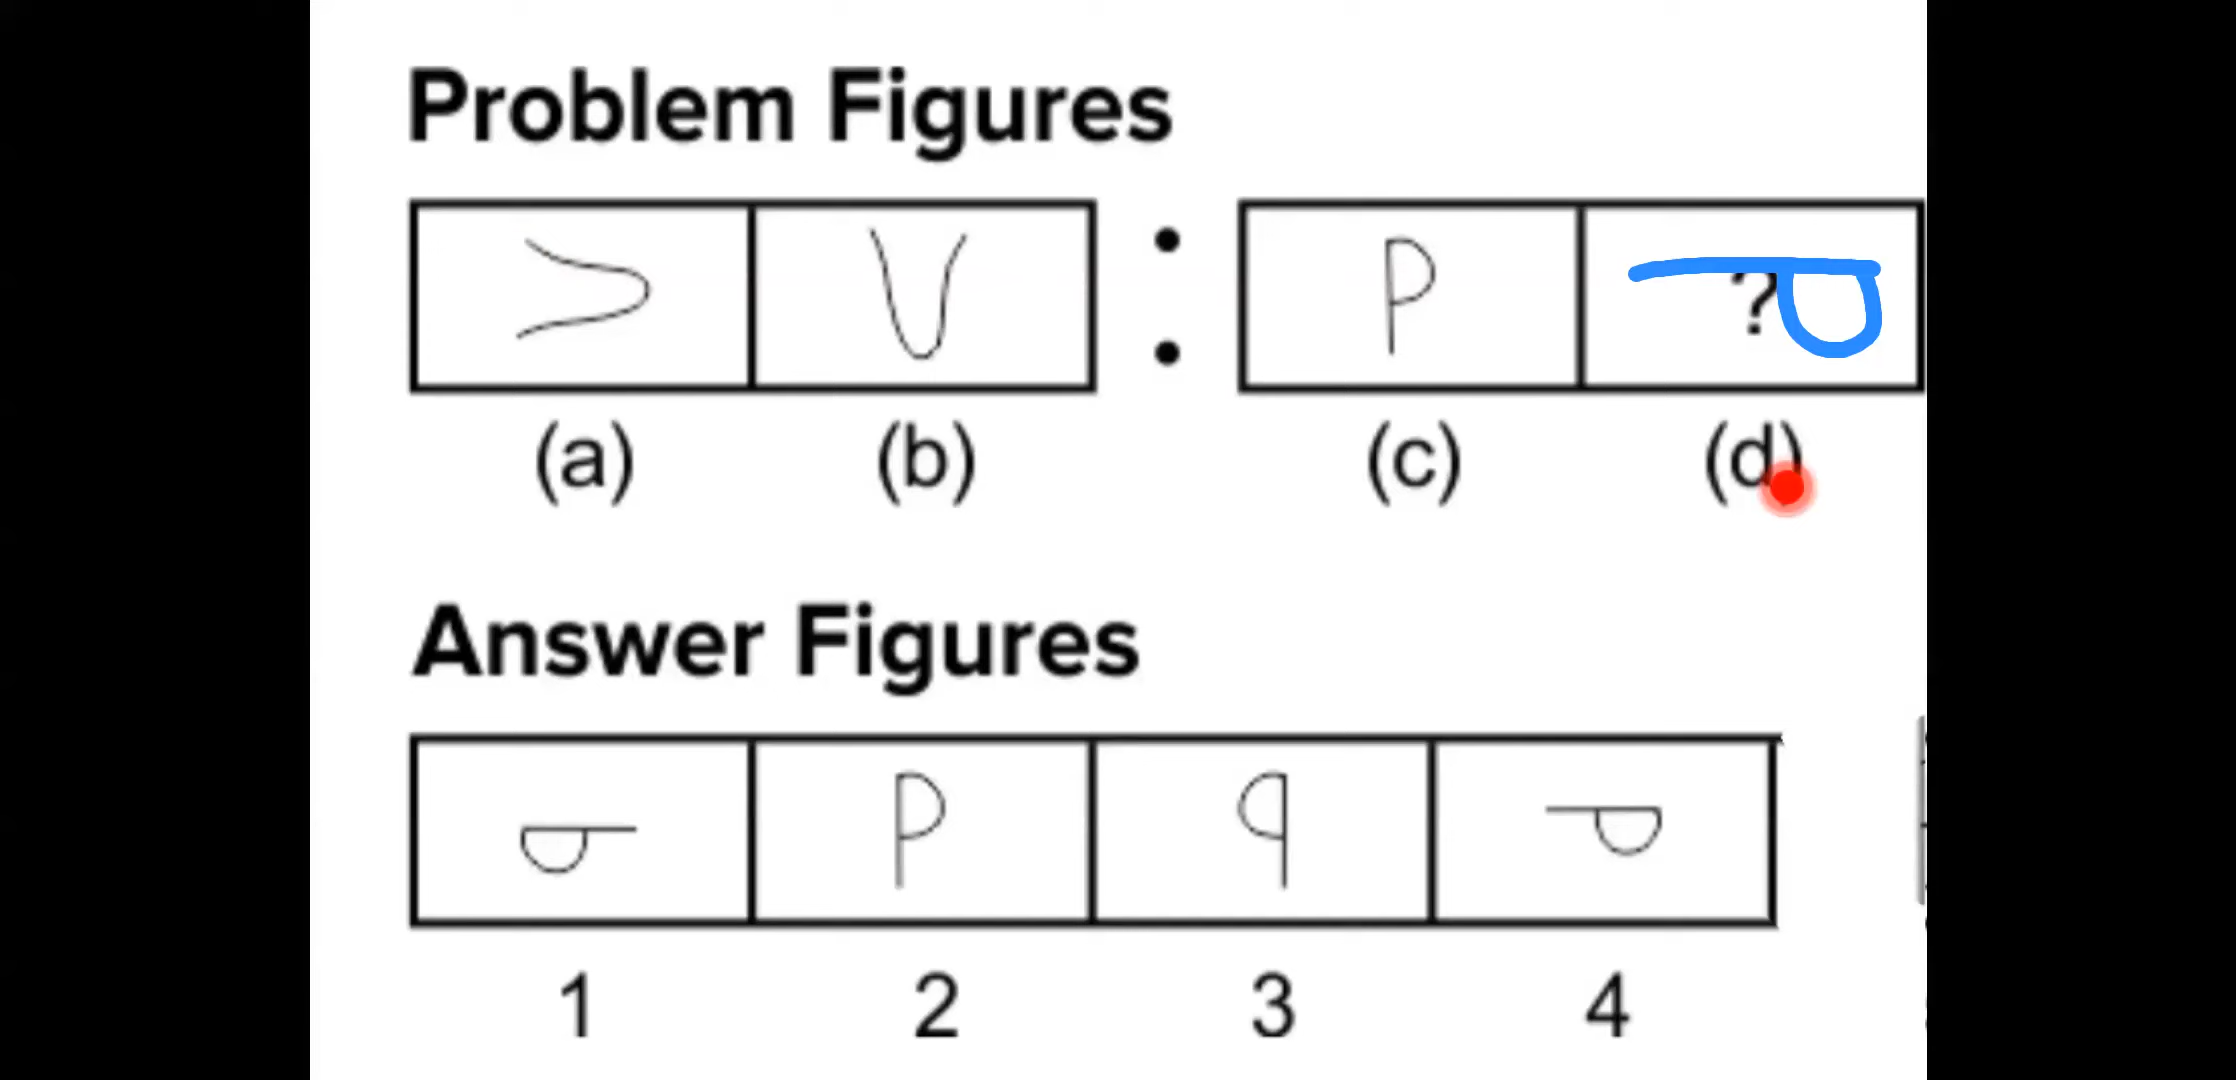 Problem Figures
: ?
(a) (b) (c) (d)
Answer Figures
1 2 3 4